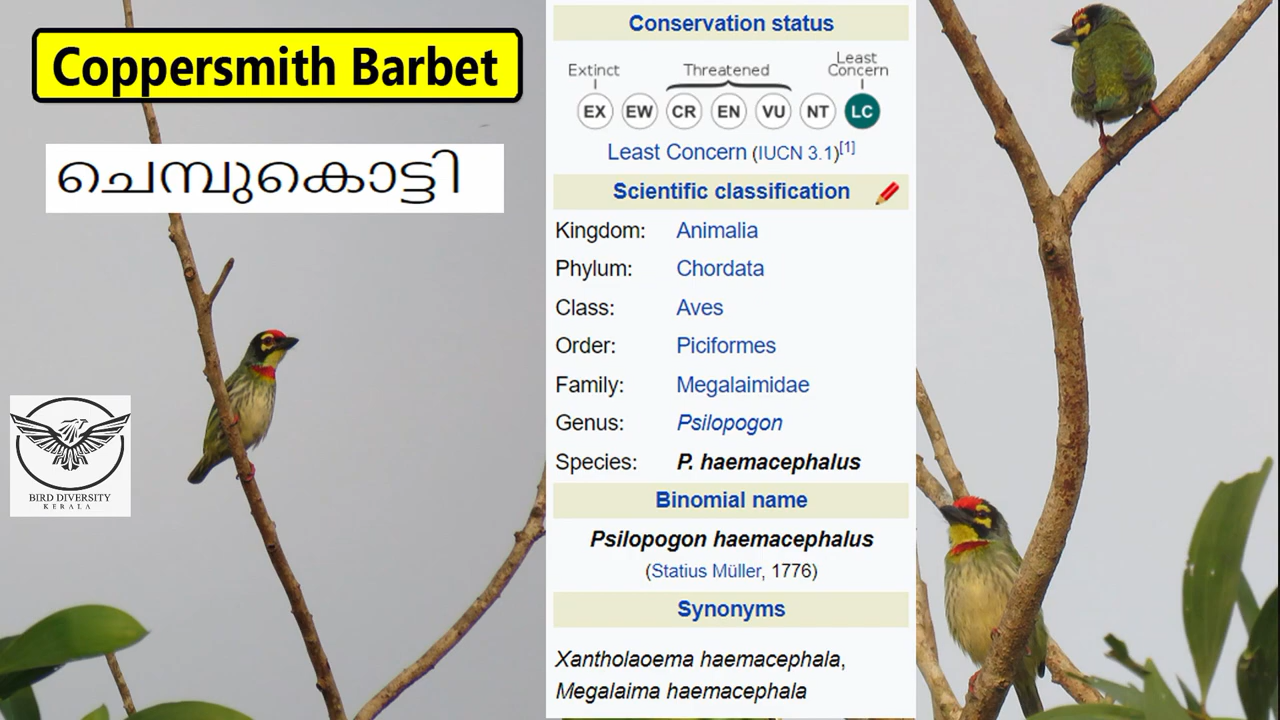 Coppersmith Barbet
ചെമ്പുകൊട്ടി
BIRD DIVERSITY
KERALA
Conservation status
Extinct
Threatened
Least
Concern
EX EW CR EN VU NT LC
Least Concern (IUCN 3.1)[1]
Scientific classification
Kingdom: Animalia
Phylum: Chordata
Class: Aves
Order: Piciformes
Family: Megalaimidae
Genus: Psilopogon
Species: P. haemacephalus
Binomial name
Psilopogon haemacephalus
(Statius Müller, 1776)
Synonyms
Xantholaoema haemacephala,
Megalaima haemacephala